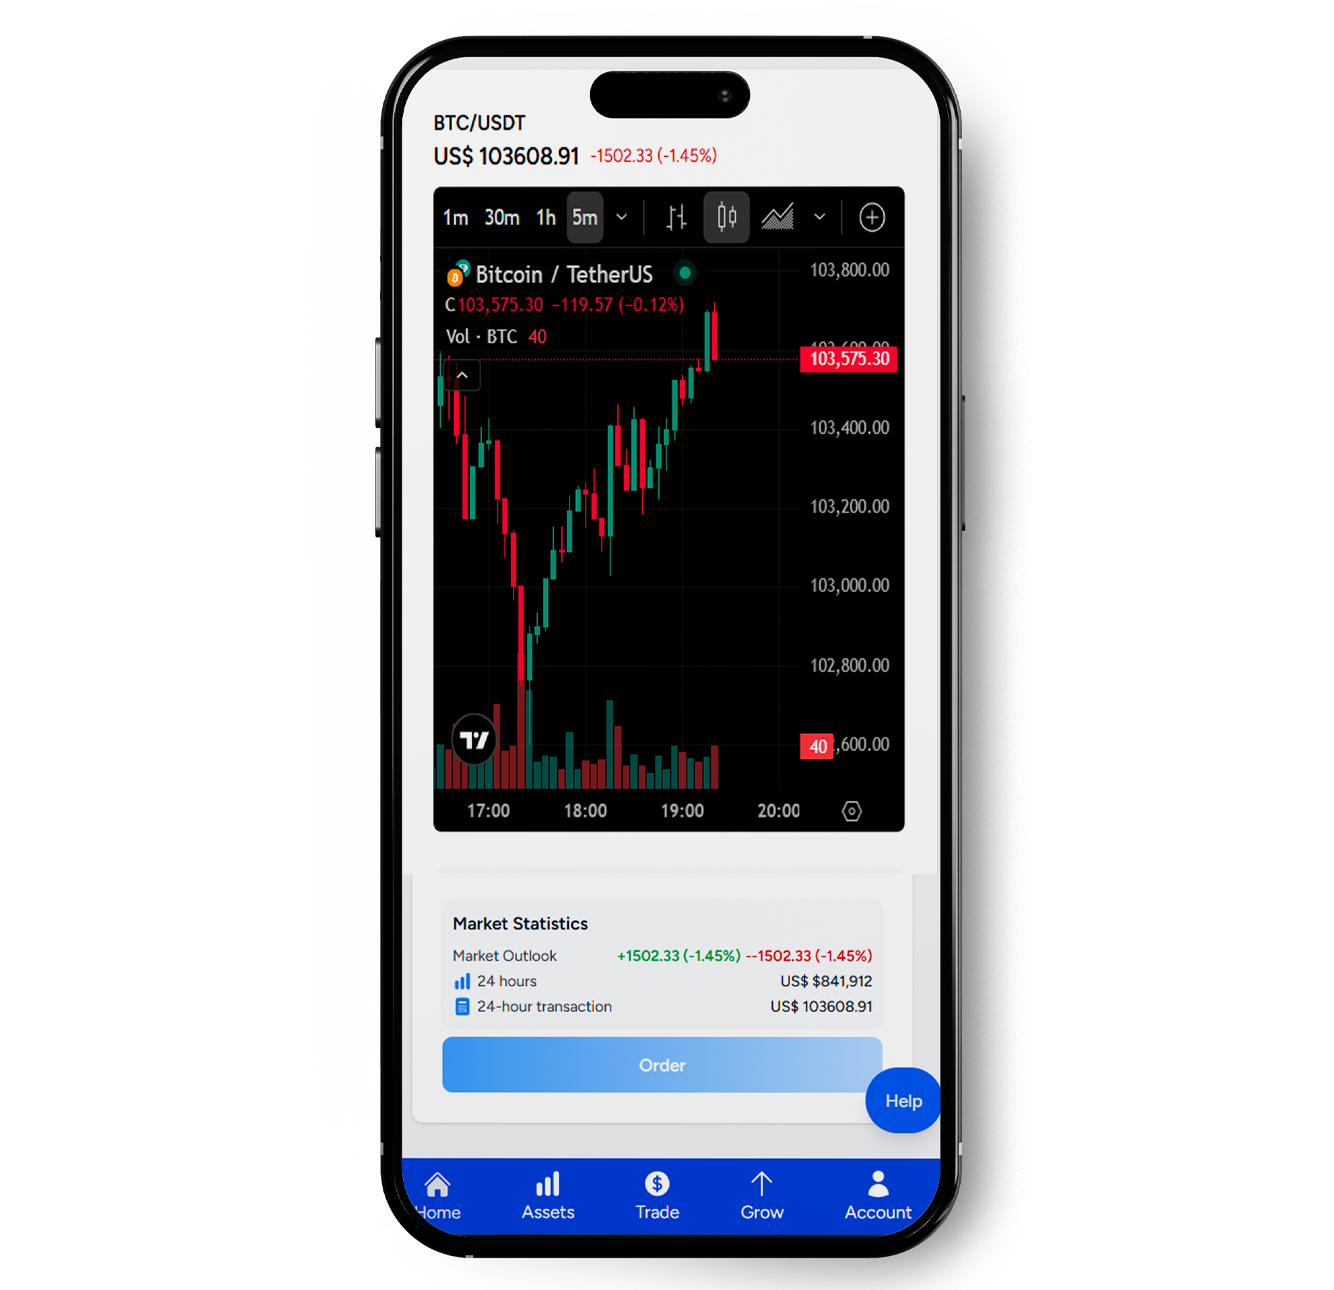 BTC/USDT
US$ 103608.91 -1502.33 (-1.45%)
1m 30m 1h 5m
Bitcoin / TetherUS
C103,575.30 −119.57 (−0.12%)
Vol · BTC 40
103,800.00
103,575.30
103,400.00
103,200.00
103,000.00
102,800.00
40 ,600.00
17:00 18:00 19:00 20:00
Market Statistics
Market Outlook +1502.33 (-1.45%) --1502.33 (-1.45%)
24 hours US$ $841,912
24-hour transaction US$ 103608.91
Order
Help
Home Assets Trade Grow Account